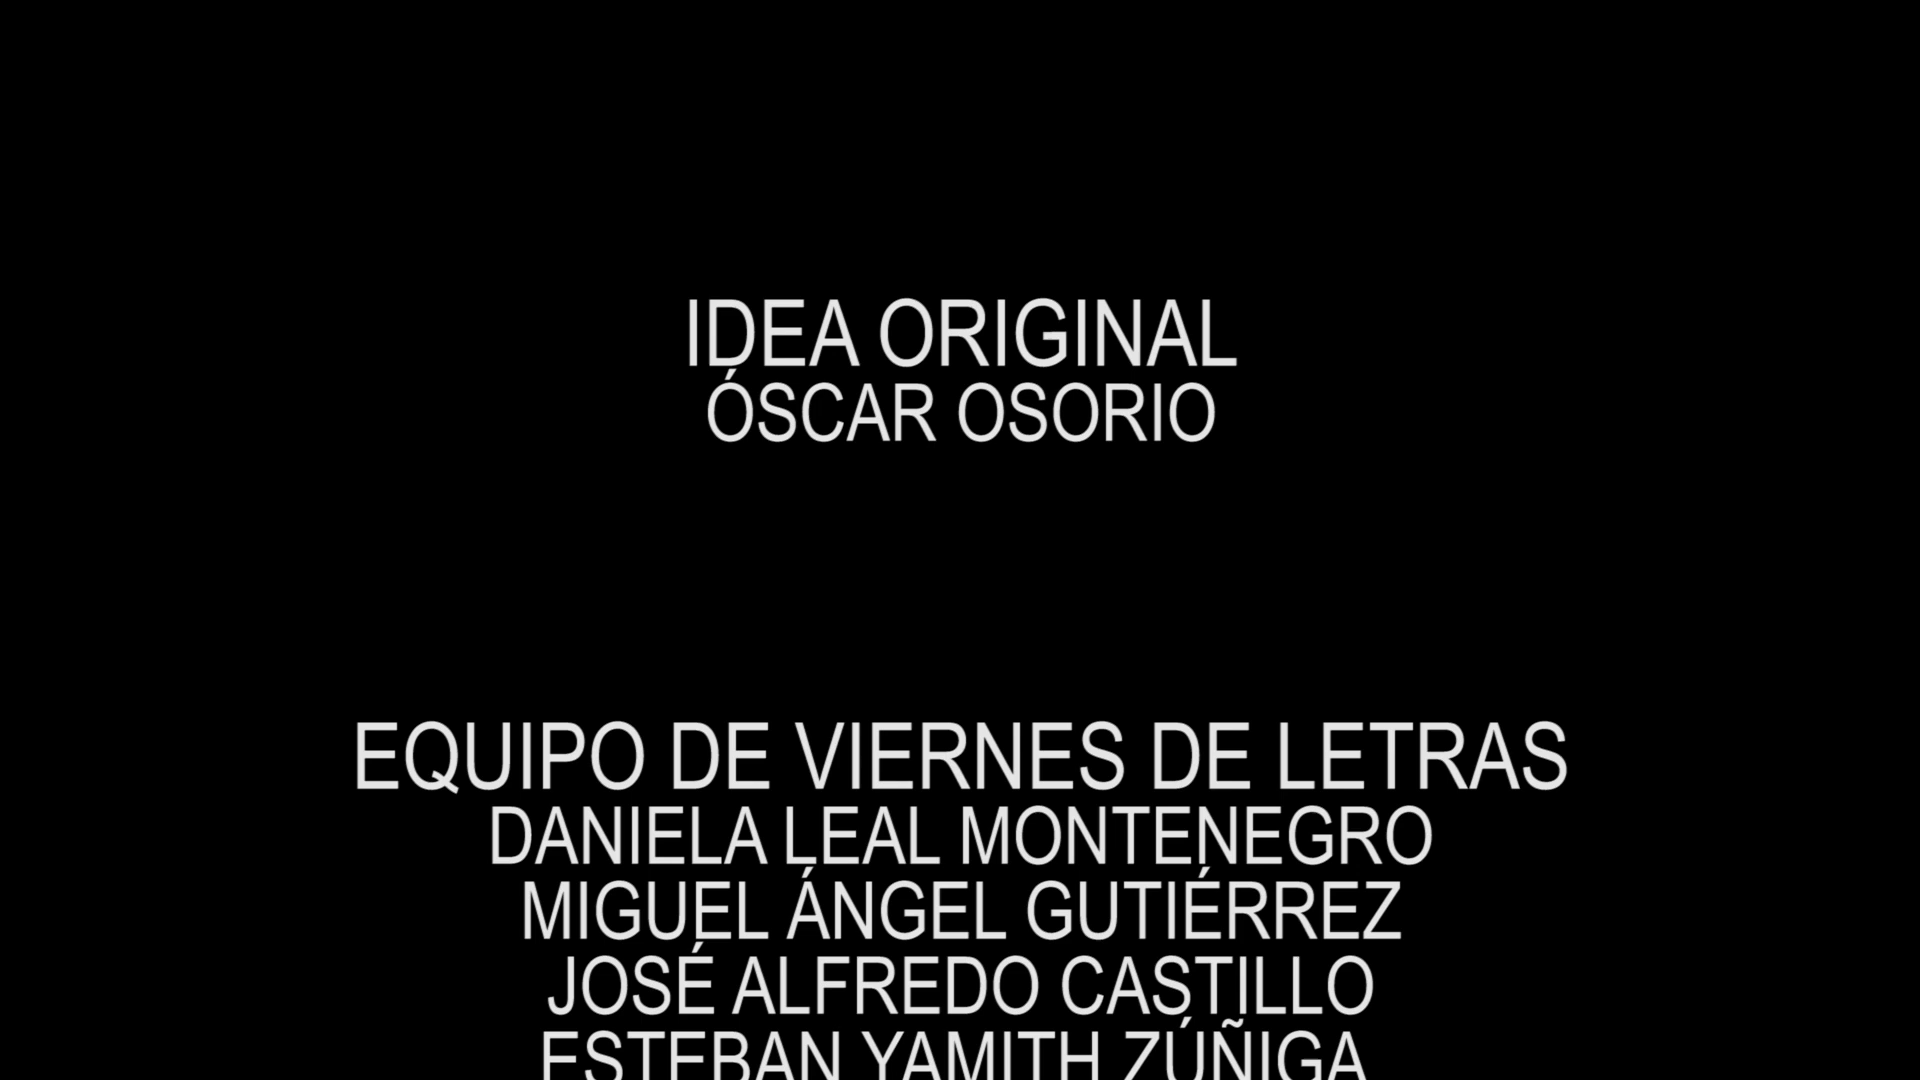 IDEA ORIGINAL
ÓSCAR OSORIO
EQUIPO DE VIERNES DE LETRAS
DANIELA LEAL MONTENEGRO
MIGUEL ÁNGEL GUTIÉRREZ
JOSÉ ALFREDO CASTILLO
ESTEBAN YAMITH ZÚÑIGA